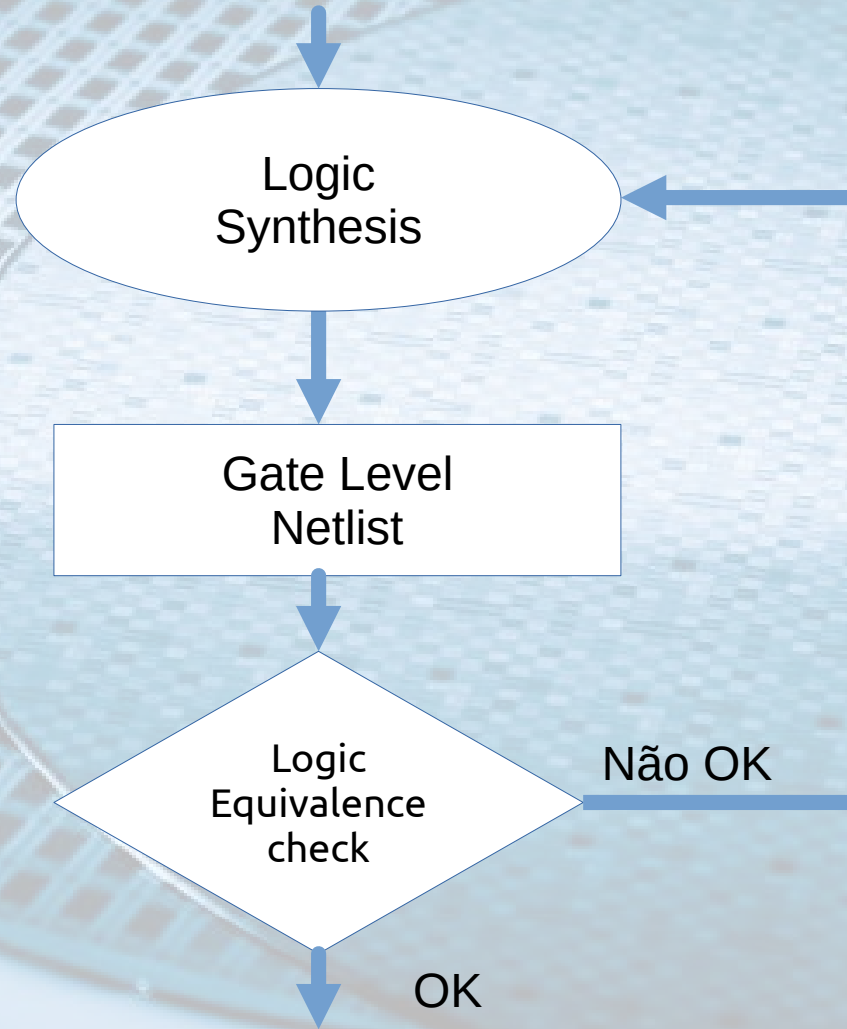 Logic
Synthesis
Gate Level
Netlist
Logic
Equivalence
check
Não OK
OK